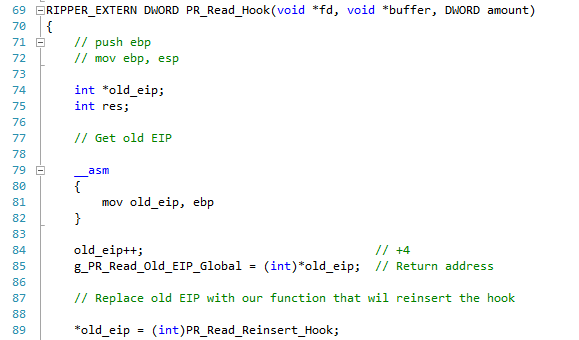 69 RIPPER_EXTERN DWORD PR_Read_Hook(void *fd, void *buffer, DWORD amount)
70 {
71 // push ebp
72 // mov ebp, esp
73
74 int *old_eip;
75 int res;
76
77 // Get old EIP
78
79 __asm
80 {
81 mov old_eip, ebp
82 }
83
84 old_eip++; // +4
85 g_PR_Read_Old_EIP_Global = (int)*old_eip; // Return address
86
87 // Replace old EIP with our function that wil reinsert the hook
88
89 *old_eip = (int)PR_Read_Reinsert_Hook;